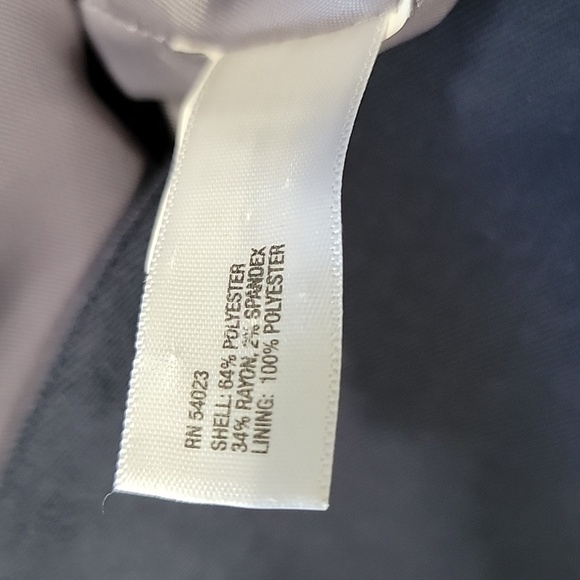 RN 54023
SHELL: 64% POLYESTER
34% RAYON, 2% SPANDEX
LINING: 100% POLYESTER